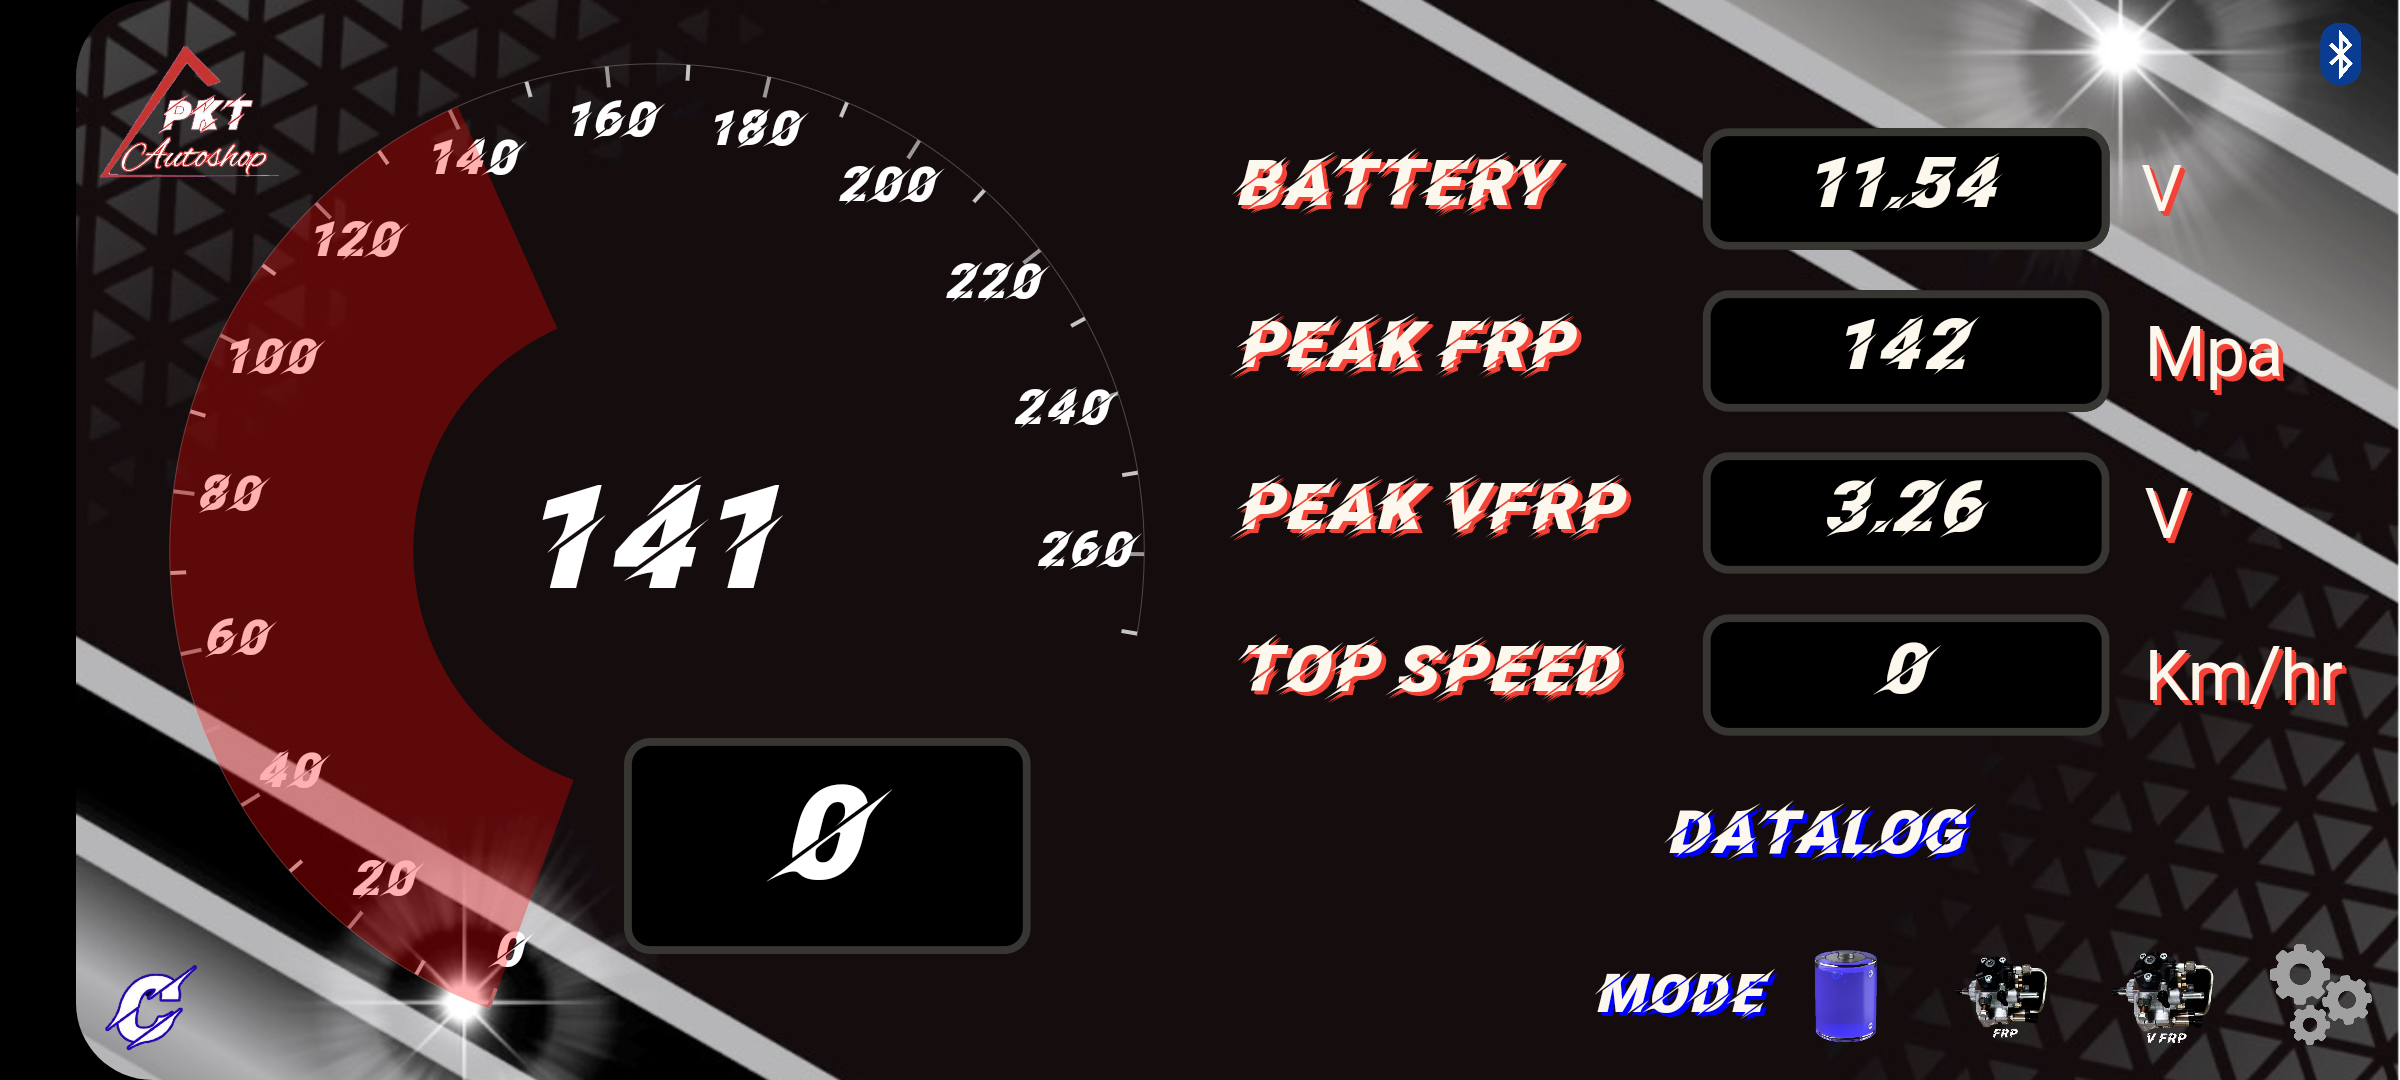 PKT
Autoshop
0
20
40
60
80
100
120
140
160
180
200
220
240
260
141
0
BATTERY 11.54 V
PEAK FRP 142 Mpa
PEAK VFRP 3.26 V
TOP SPEED 0 Km/hr
DATALOG
MODE
FRP
V FRP
C